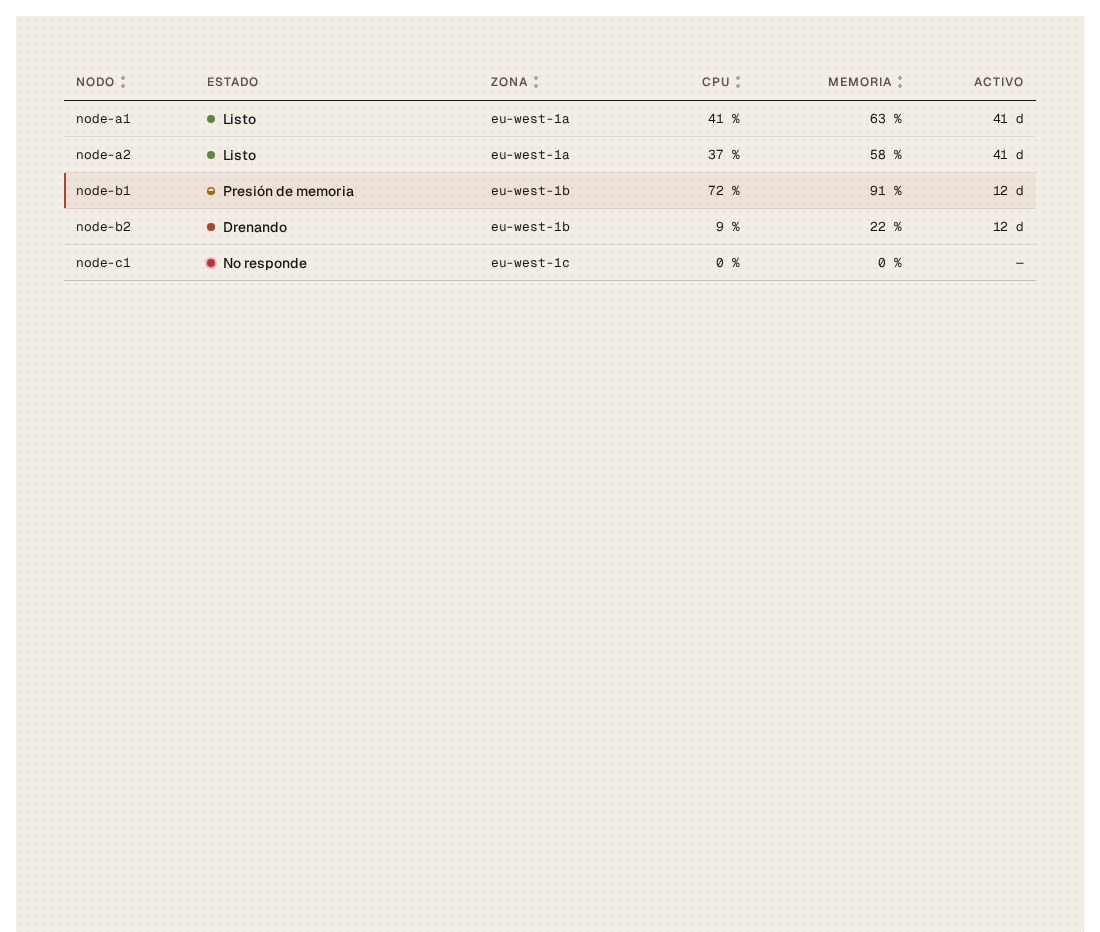 NODO ESTADO ZONA CPU MEMORIA ACTIVO
node-a1 Listo eu-west-1a 41 % 63 % 41 d
node-a2 Listo eu-west-1a 37 % 58 % 41 d
node-b1 Presión de memoria eu-west-1b 72 % 91 % 12 d
node-b2 Drenando eu-west-1b 9 % 22 % 12 d
node-c1 No responde eu-west-1c 0 % 0 % —